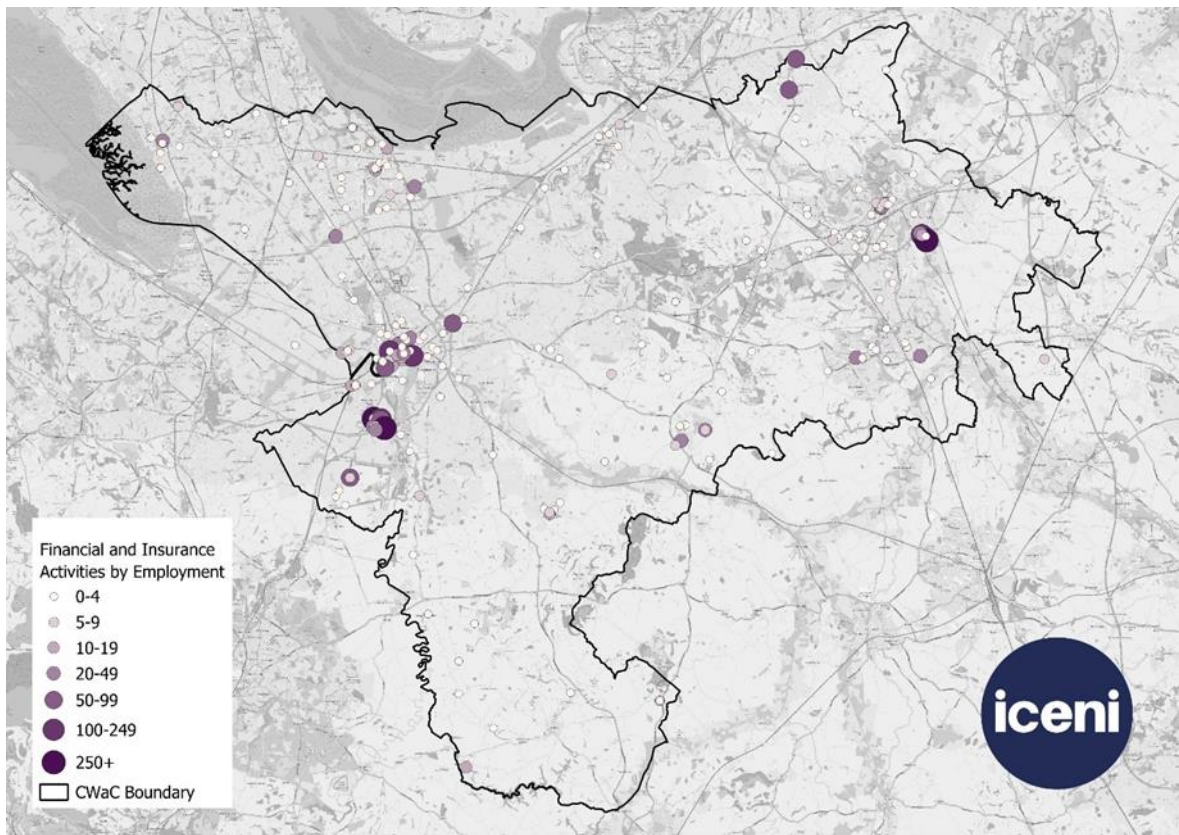 Financial and Insurance
Activities by Employment
0-4
5-9
10-19
20-49
50-99
100-249
250+
CWaC Boundary
iceni